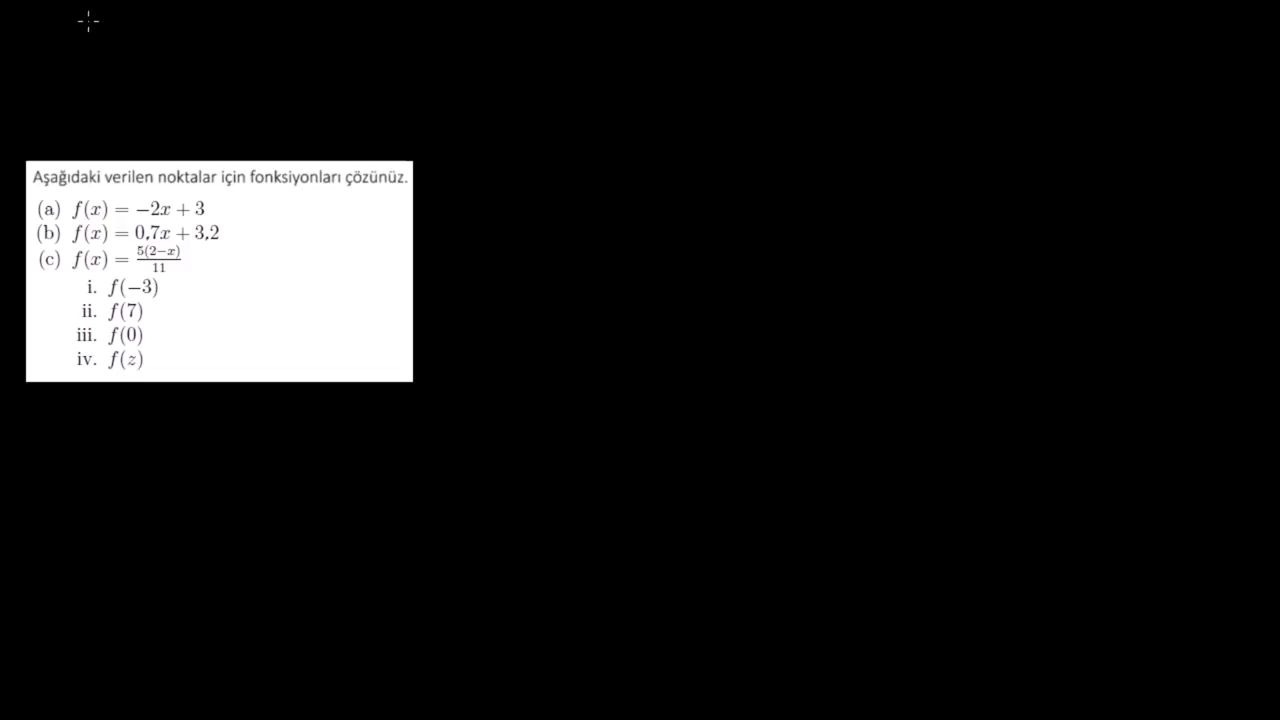 Aşağıdaki verilen noktalar için fonksiyonları çözünüz.
(a) f(x) = −2x + 3
(b) f(x) = 0,7x + 3,2
(c) f(x) = 5(2−x)/11
i. f(−3)
ii. f(7)
iii. f(0)
iv. f(z)